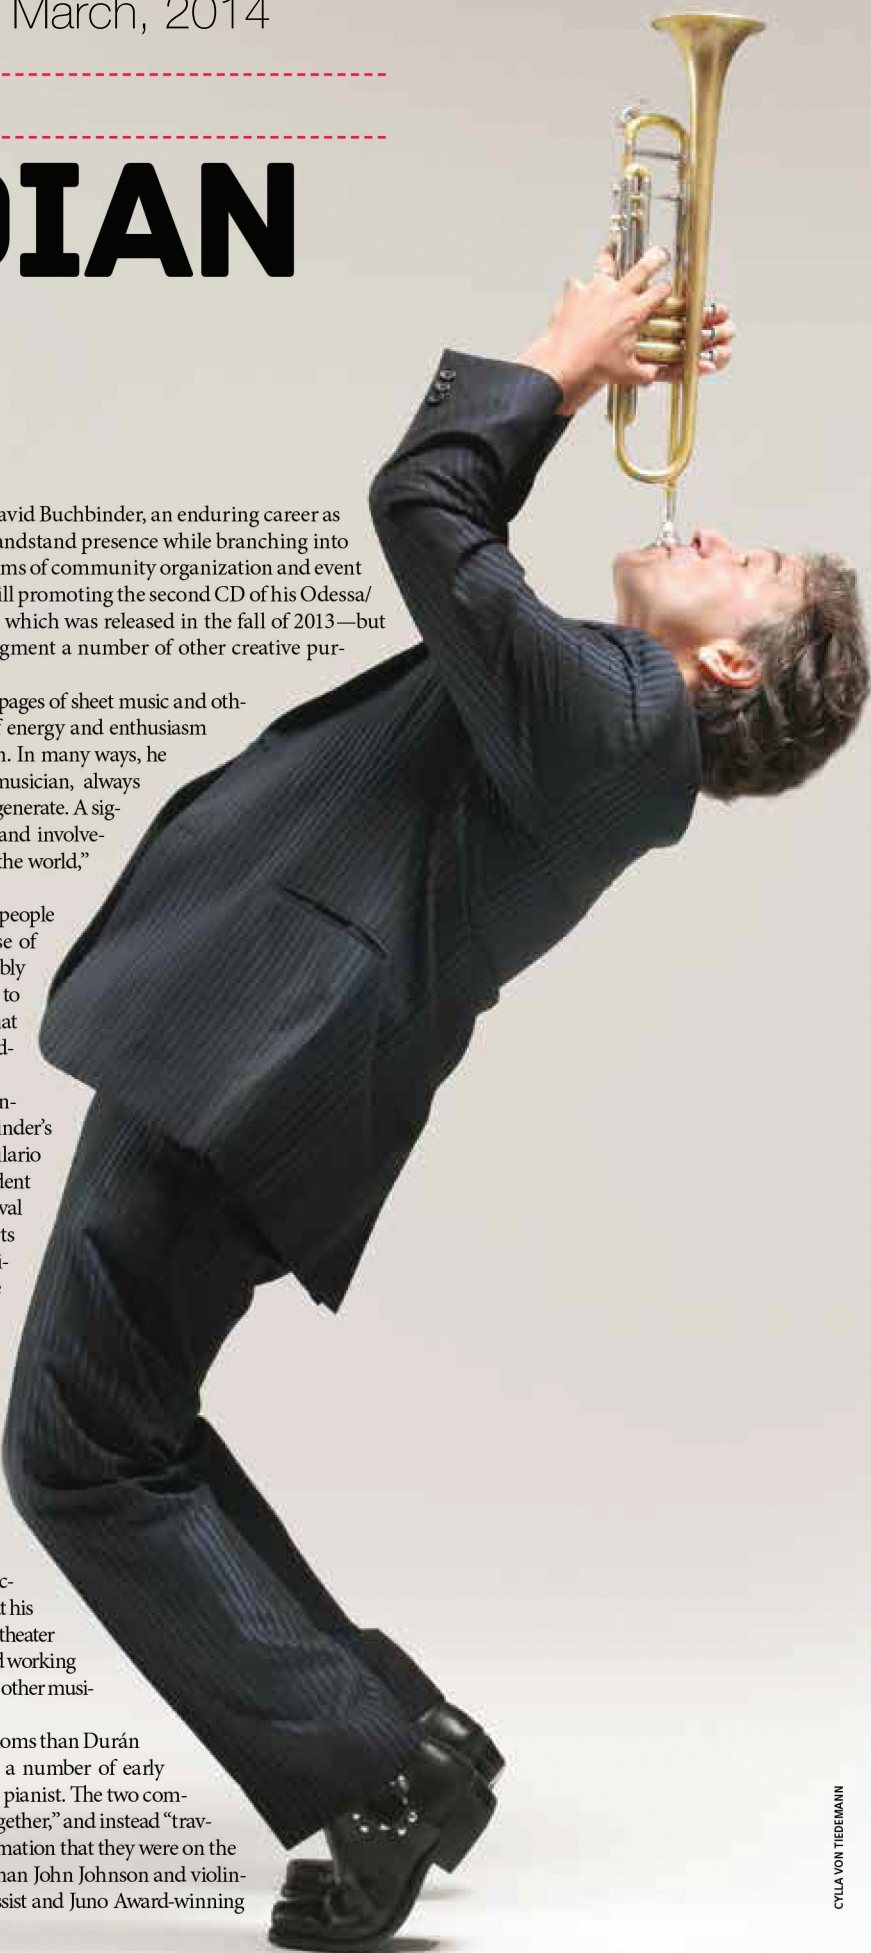 March, 2014
DIAN
avid Buchbinder, an enduring career as
andstand presence while branching into
ms of community organization and event
ill promoting the second CD of his Odessa/
which was released in the fall of 2013—but
gment a number of other creative pur-
pages of sheet music and oth-
f energy and enthusiasm
n. In many ways, he
musician, always
generate. A sig-
and involve-
the world,”
people
se of
bly
to
at
d-
n-
inder’s
ilario
dent
val
ts
i-
e
c-
t his
theater
d working
other musi-
oms than Durán
a number of early
pianist. The two com-
gether,” and instead “trav-
mation that they were on the
nan John Johnson and violin-
ssist and Juno Award-winning
CYLLA VON TIEDEMANN